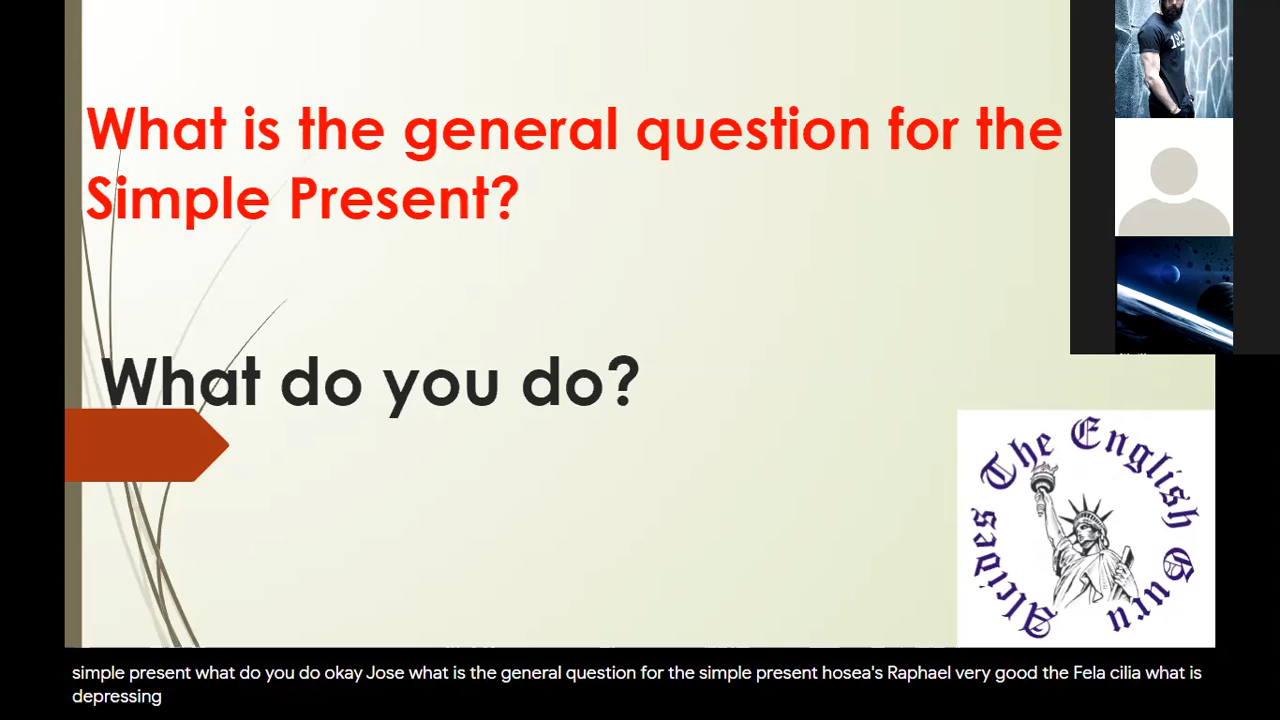 What is the general question for the
Simple Present?
What do you do?
Alcides The English Guru
1921
simple present what do you do okay Jose what is the general question for the simple present hosea's Raphael very good the Fela cilia what is
depressing